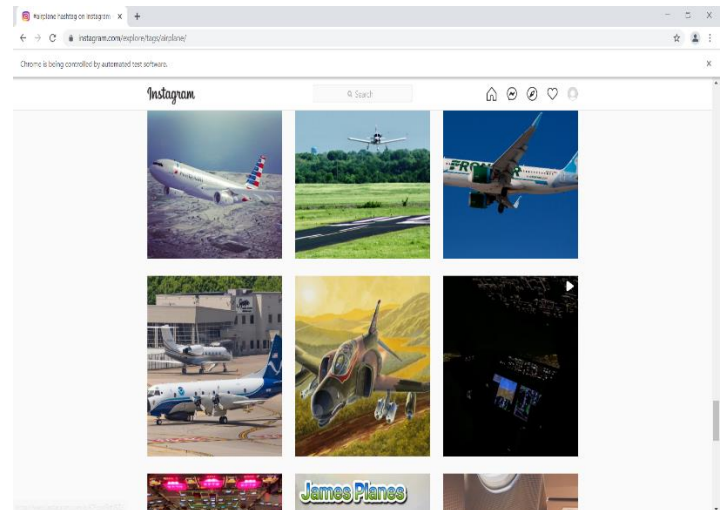 #airplane hashtag on Instagram
instagram.com/explore/tags/airplane/
Chrome is being controlled by automated test software.
Instagram
Search
FRONTIER
James Planes